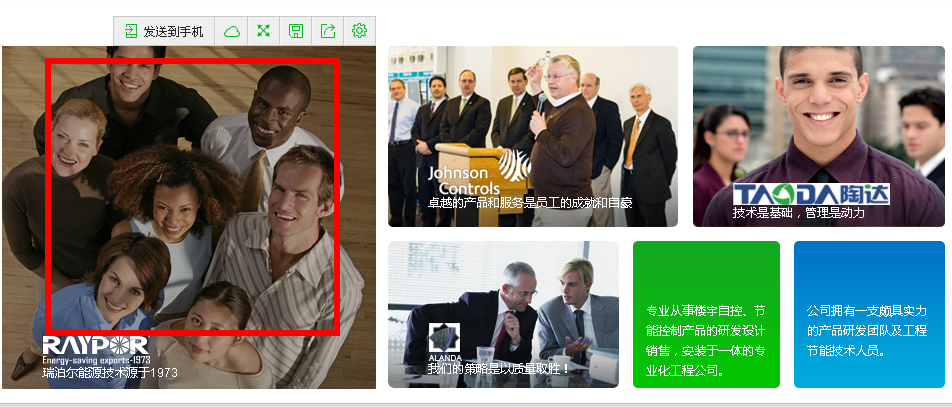 发送到手机
RAYPOR
Energy-saving exports-1973
瑞泊尔能源技术源于1973
Johnson
Controls
卓越的产品和服务是员工的成就和自豪
TAODA陶达
技术是基础，管理是动力
ALANDA
我们的策略是以质量取胜！
专业从事楼宇自控、节
能控制产品的研发设计
销售，安装于一体的专
业化工程公司。
公司拥有一支颇具实力
的产品研发团队及工程
节能技术人员。